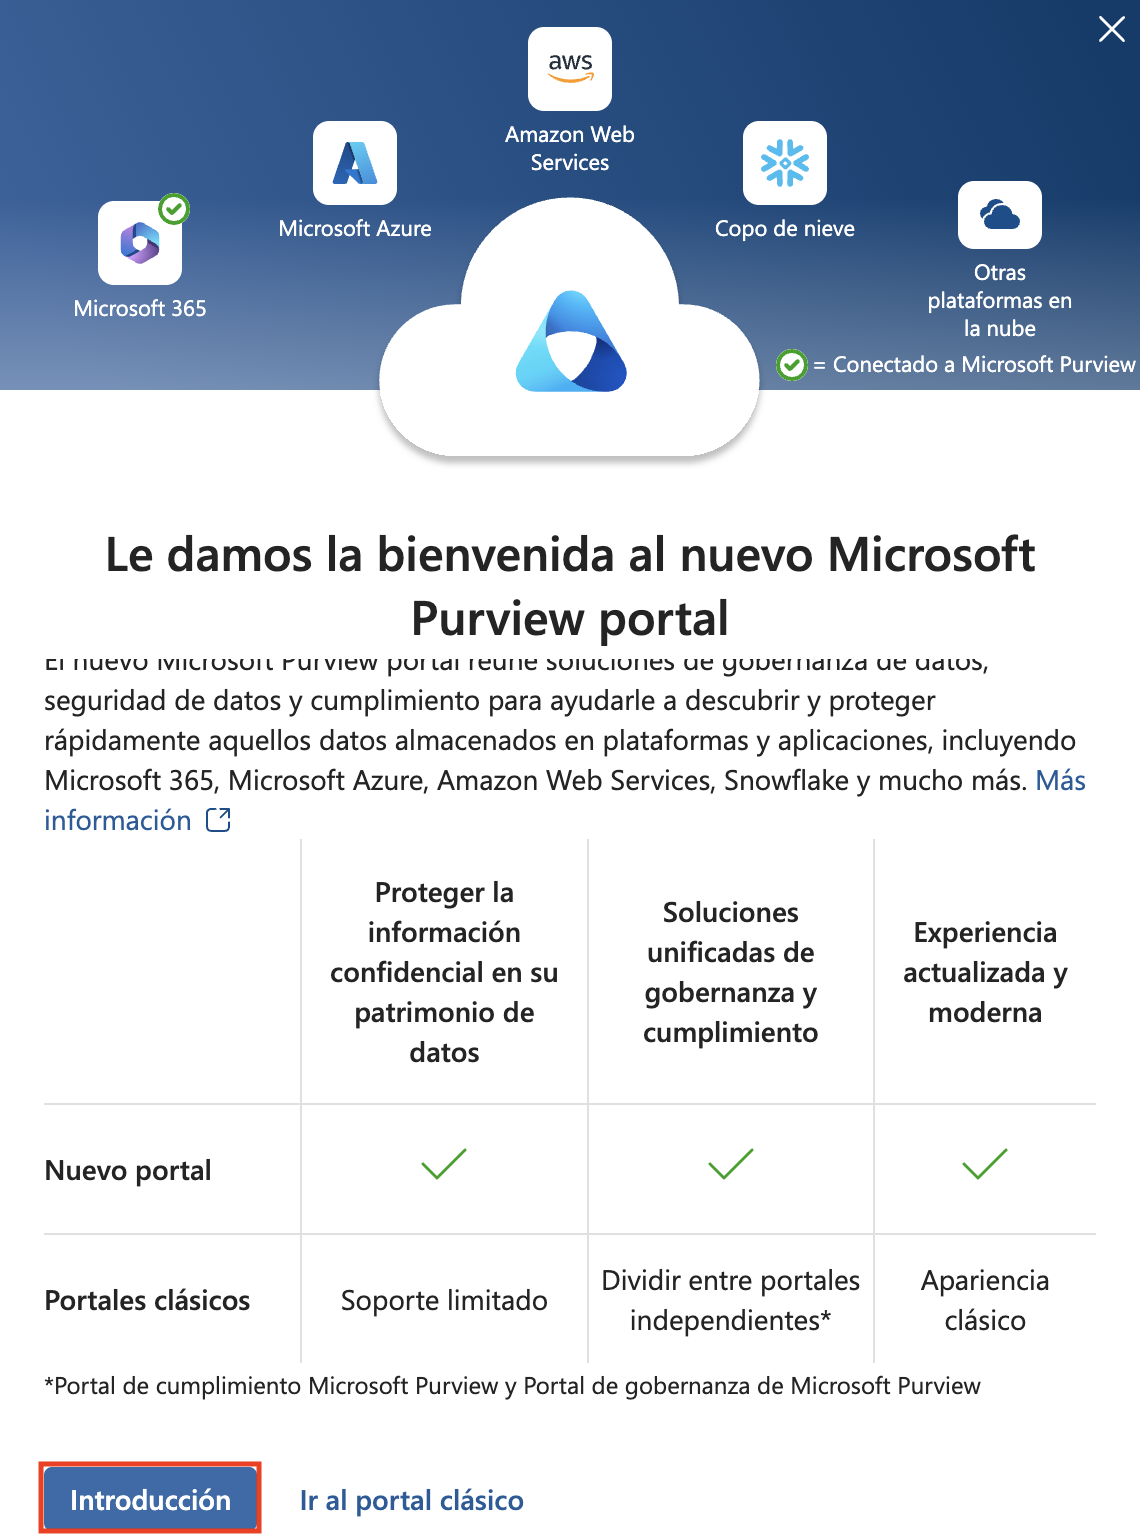 aws
Amazon Web
Services
Microsoft Azure
Copo de nieve
Microsoft 365
Otras
plataformas en
la nube
= Conectado a Microsoft Purview
Le damos la bienvenida al nuevo Microsoft
Purview portal
El nuevo Microsoft Purview portal reúne soluciones de gobernanza de datos,
seguridad de datos y cumplimiento para ayudarle a descubrir y proteger
rápidamente aquellos datos almacenados en plataformas y aplicaciones, incluyendo
Microsoft 365, Microsoft Azure, Amazon Web Services, Snowflake y mucho más. Más
información
Proteger la
información
confidencial en su
patrimonio de
datos
Soluciones
unificadas de
gobernanza y
cumplimiento
Experiencia
actualizada y
moderna
Nuevo portal
Portales clásicos
Soporte limitado
Dividir entre portales
independientes*
Apariencia
clásico
*Portal de cumplimiento Microsoft Purview y Portal de gobernanza de Microsoft Purview
Introducción
Ir al portal clásico